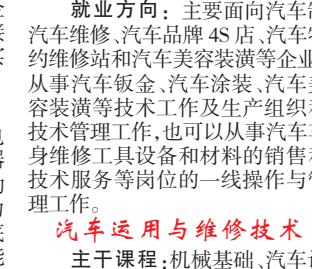 就业方向：主要面向汽车制
汽车维修、汽车品牌4S店、汽车
约维修站和汽车美容装潢等企业
从事汽车钣金、汽车涂装、汽车
容装潢等技术工作及生产组织
技术管理工作，也可以从事汽车
身维修工具设备和材料的销售
技术服务等岗位的一线操作与
理工作。
汽车运用与维修技术
主干课程：机械基础、汽车